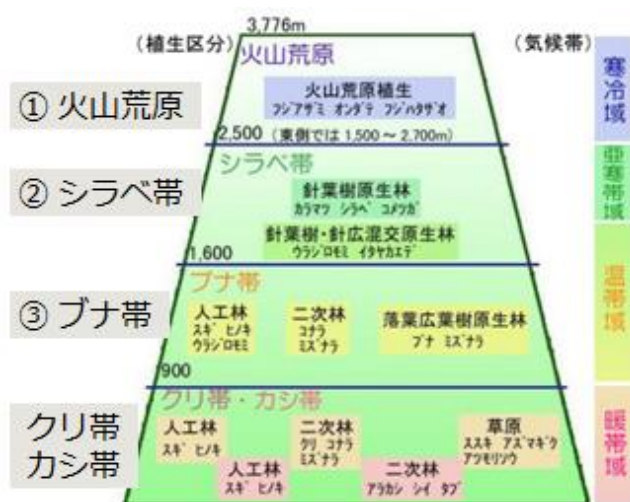 3,776m
(植生区分)
(気候帯)
火山荒原
① 火山荒原
火山荒原植生
フジアザミ オンダテ フジハタザオ
寒冷域
2,500 (東側では 1,500 ~ 2,700m)
シラベ帯
② シラベ帯
針葉樹原生林
カラマツ シラベ コメツガ
亜寒帯域
針葉樹・針広混交原生林
ウラジロモミ イタヤカエデ
1,600
ブナ帯
③ ブナ帯
人工林
スギ ヒノキ
ウラジロモミ
二次林
コナラ
ミズナラ
落葉広葉樹原生林
ブナ ミズナラ
温帯域
900
クリ帯・カシ帯
クリ帯
カシ帯
人工林
スギ ヒノキ
二次林
クリ コナラ
ミズナラ
草原
ススキ アズマギク
アツモリソウ
人工林
スギ ヒノキ
二次林
アラカシ シイ タブ
暖帯域